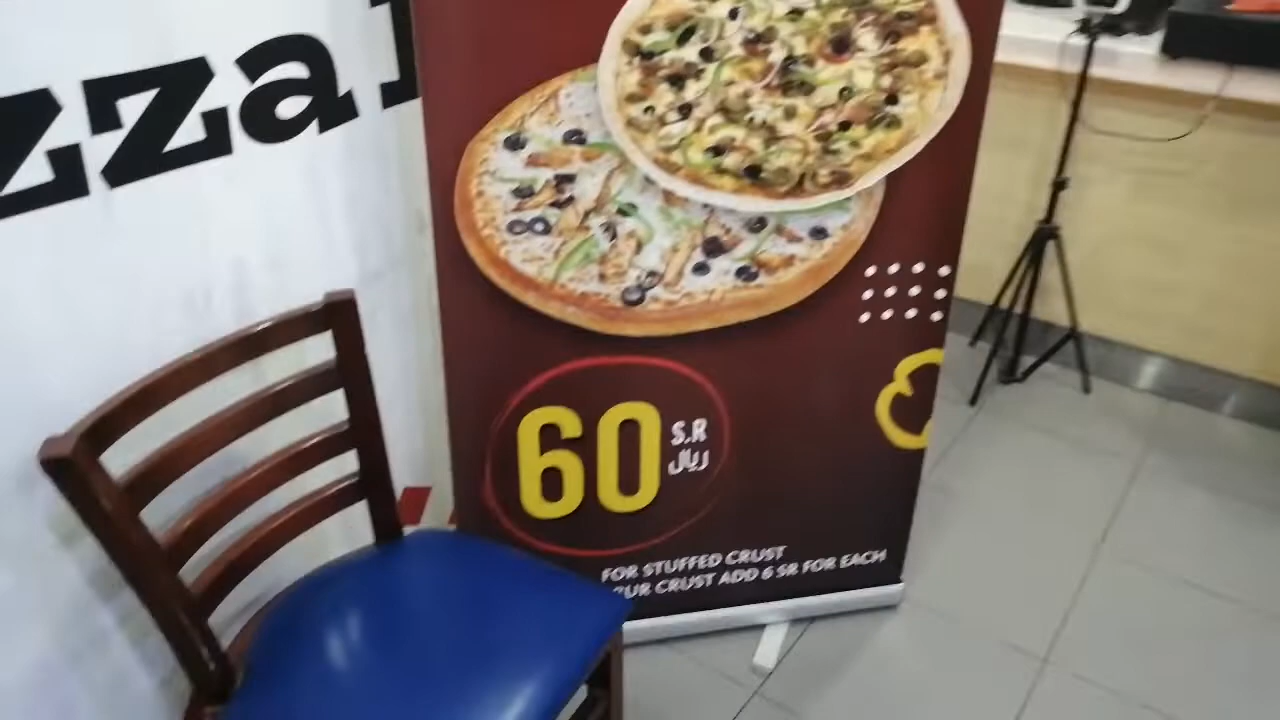 zza
60
S.R
ريال
FOR STUFFED CRUST
CRUST ADD 6 SR FOR EACH